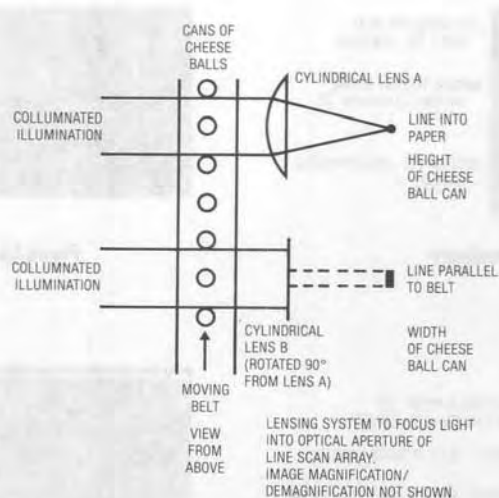 CANS OF
CHEESE
BALLS
CYLINDRICAL LENS A
COLLUMNATED
ILLUMINATION
LINE INTO
PAPER
HEIGHT
OF CHEESE
BALL CAN
COLLUMNATED
ILLUMINATION
LINE PARALLEL
TO BELT
WIDTH
OF CHEESE
BALL CAN
CYLINDRICAL
LENS B
(ROTATED 90°
FROM LENS A)
MOVING
BELT
VIEW
FROM
ABOVE
LENSING SYSTEM TO FOCUS LIGHT
INTO OPTICAL APERTURE OF
LINE SCAN ARRAY.
IMAGE MAGNIFICATION/
DEMAGNIFICATION NOT SHOWN.